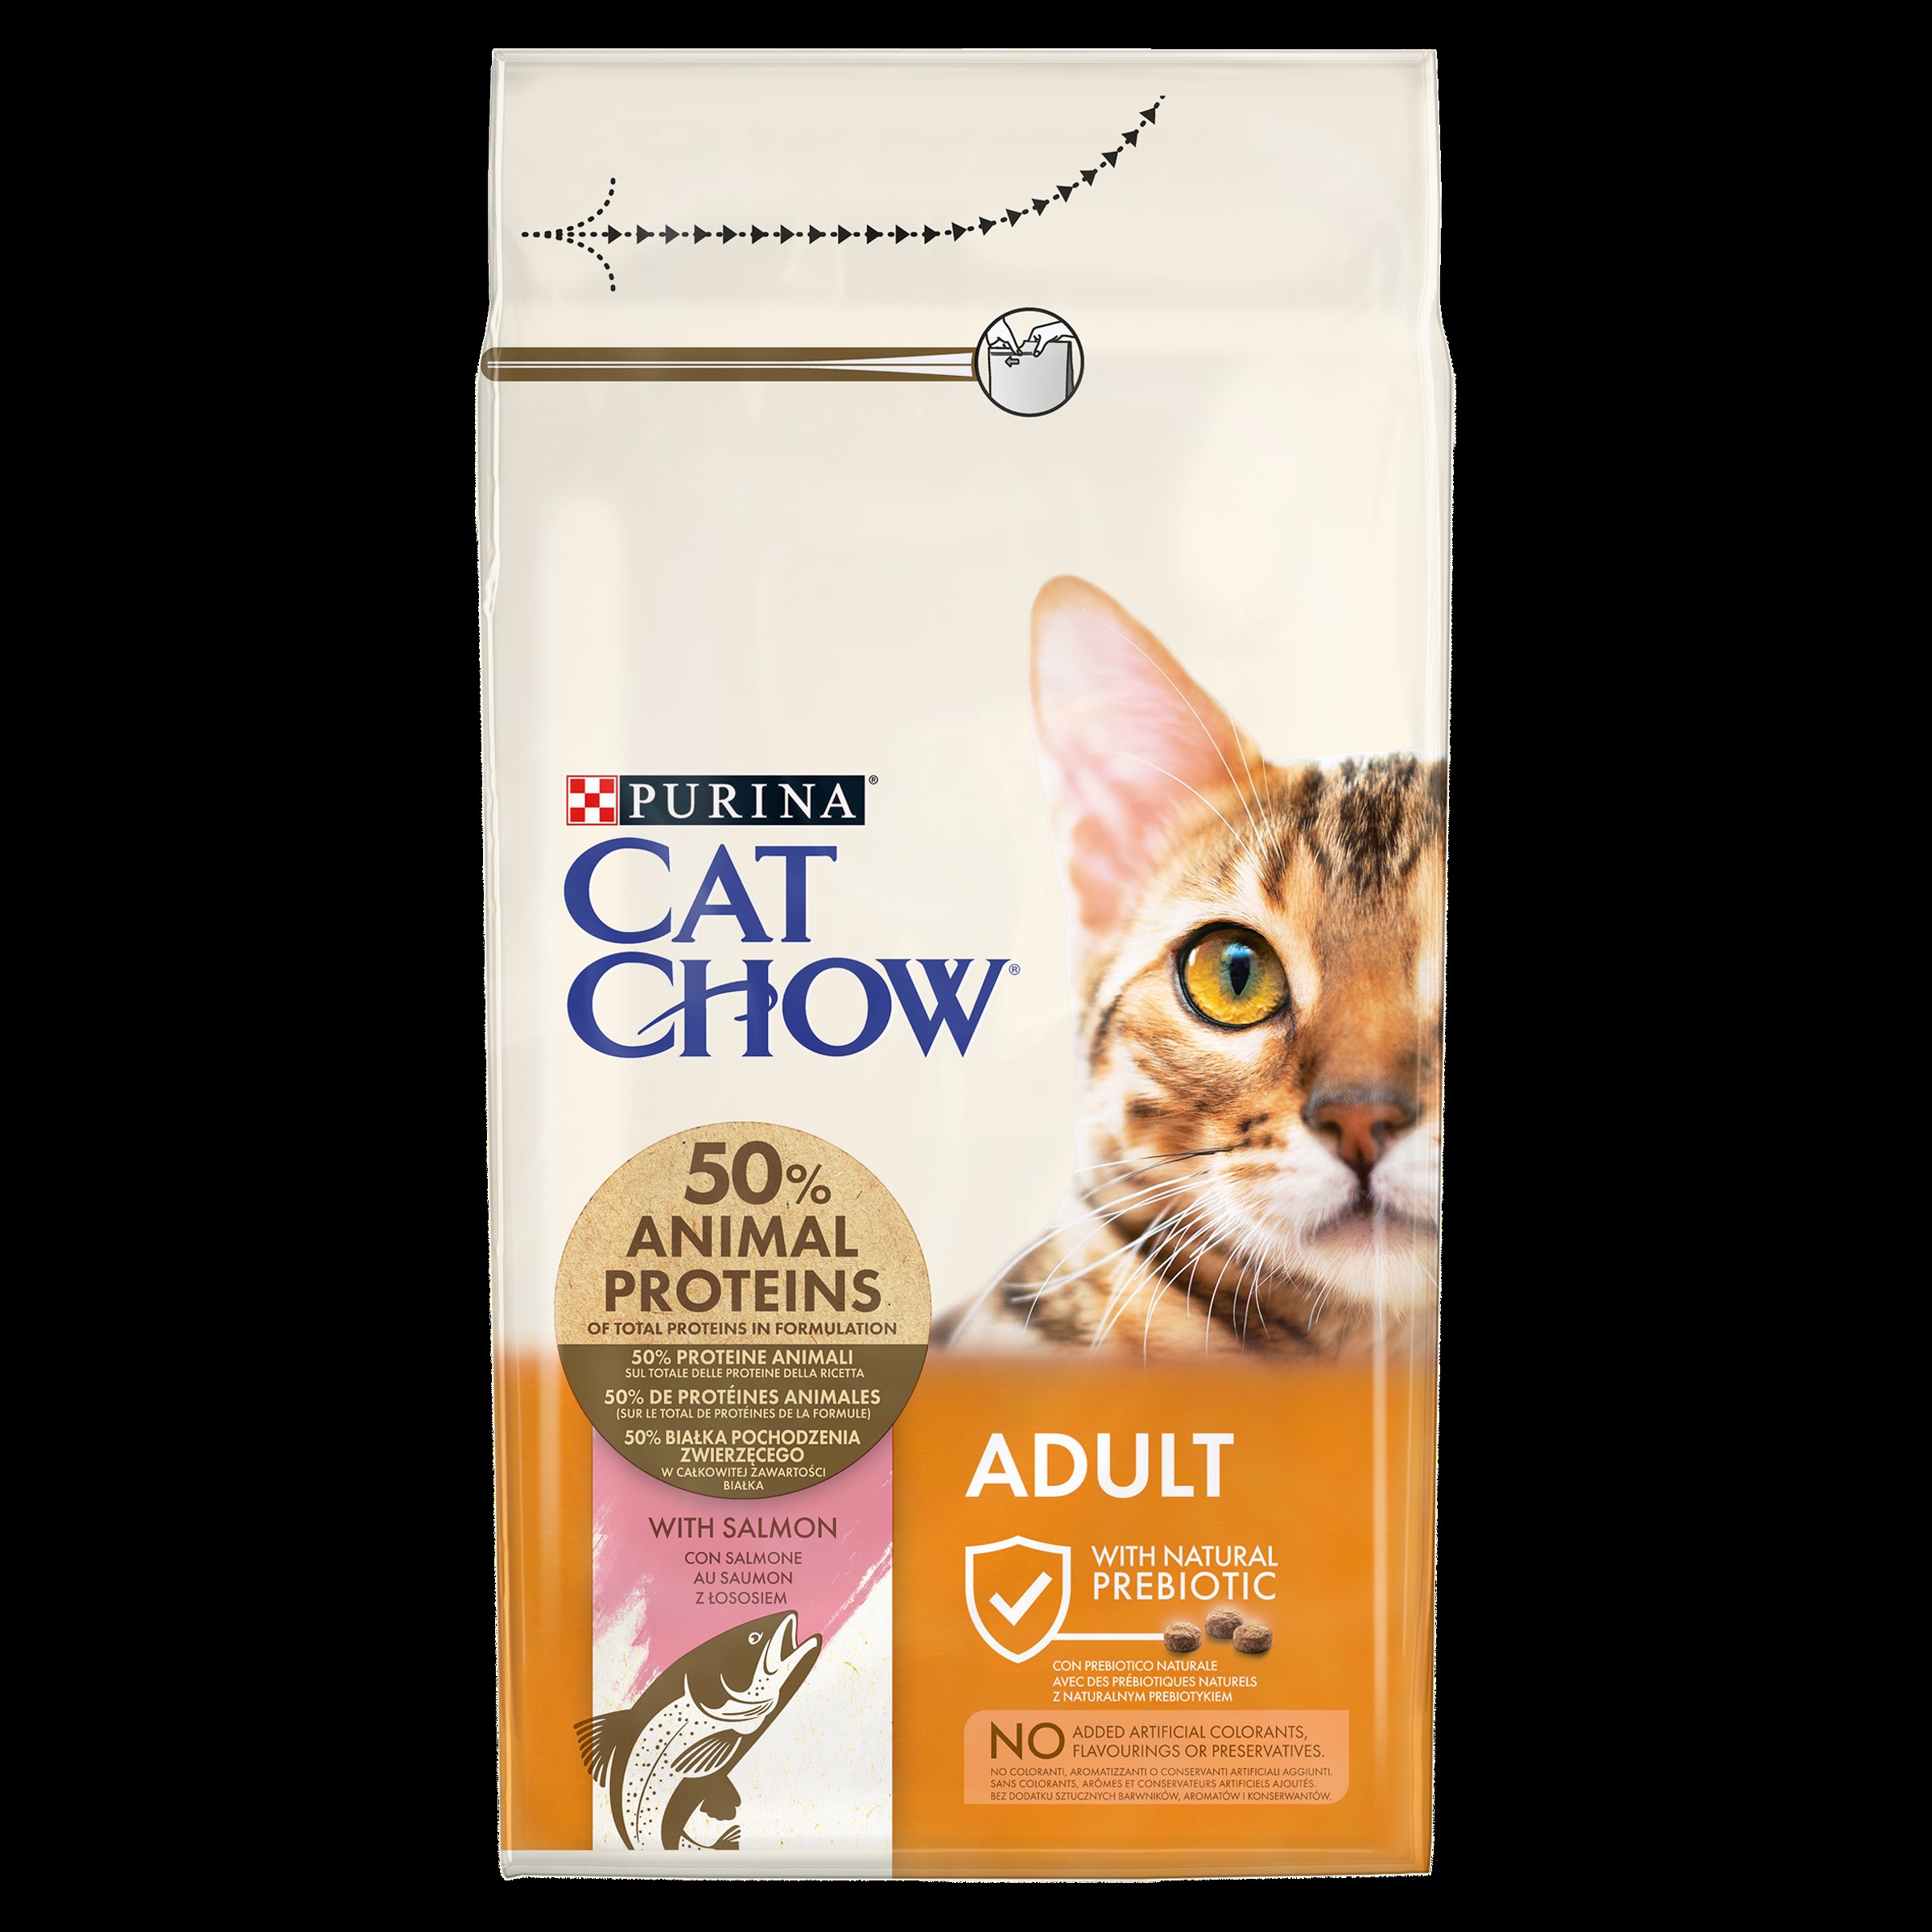 PURINA®
CAT
CHOW®
50%
ANIMAL
PROTEINS
OF TOTAL PROTEINS IN FORMULATION
50% PROTEINE ANIMALI
SUL TOTALE DELLE PROTEINE DELLA RICETTA
50% DE PROTÉINES ANIMALES
(SUR LE TOTAL DE PROTÉINES DE LA FORMULE)
50% BIAŁKA POCHODZENIA
ZWIERZĘCEGO
W CAŁKOWITEJ ZAWARTOŚCI
BIAŁKA
WITH SALMON
CON SALMONE
AU SAUMON
Z ŁOSOSIEM
ADULT
WITH NATURAL
PREBIOTIC
CON PREBIOTICO NATURALE
AVEC DES PRÉBIOTIQUES NATURELS
Z NATURALNYM PREBIOTYKIEM
NO ADDED ARTIFICIAL COLORANTS,
FLAVOURINGS OR PRESERVATIVES.
NO COLORANTI, AROMATIZZANTI O CONSERVANTI ARTIFICIALI AGGIUNTI.
SANS COLORANTS, ARÔMES ET CONSERVATEURS ARTIFICIELS AJOUTÉS.
BEZ DODATKU SZTUCZNYCH BARWNIKÓW, AROMATÓW I KONSERWANTÓW.